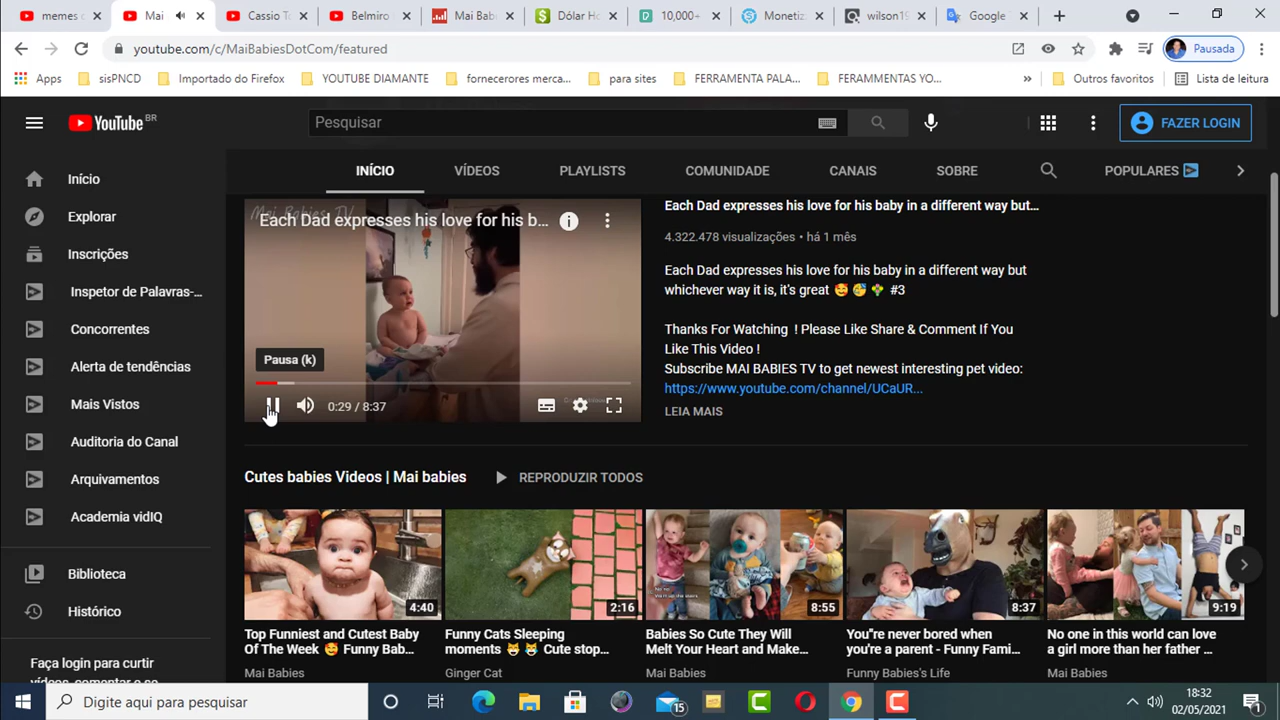 memes e
Mai
Cassio To
Belmiro
Mai Bab
Dólar Ho
10,000+
Monetiz
wilson19
Google T
youtube.com/c/MaiBabiesDotCom/featured
Pausada
Apps
sisPNCD
Importado do Firefox
YOUTUBE DIAMANTE
fornecerores merca...
para sites
FERRAMENTA PALA...
FERAMMENTAS YO...
»
Outros favoritos
Lista de leitura
YouTube BR
Pesquisar
FAZER LOGIN
INÍCIO
VÍDEOS
PLAYLISTS
COMUNIDADE
CANAIS
SOBRE
POPULARES
Início
Explorar
Inscrições
Inspetor de Palavras-...
Concorrentes
Alerta de tendências
Mais Vistos
Auditoria do Canal
Arquivamentos
Academia vidIQ
Biblioteca
Histórico
Faça login para curtir
vídeos, comentar e se
Mai Babies TV
Each Dad expresses his love for his b...
Pausa (k)
0:29 / 8:37
Each Dad expresses his love for his baby in a different way but...
4.322.478 visualizações • há 1 mês
Each Dad expresses his love for his baby in a different way but
whichever way it is, it's great 🥰 🥳 🤹 #3
Thanks For Watching ! Please Like Share & Comment If You
Like This Video !
Subscribe MAI BABIES TV to get newest interesting pet video:
https://www.youtube.com/channel/UCaUR...
LEIA MAIS
Cutes babies Videos | Mai babies
REPRODUZIR TODOS
4:40
2:16
8:55
8:37
9:19
Top Funniest and Cutest Baby
Of The Week 🥰 Funny Bab...
Mai Babies
Funny Cats Sleeping
moments 😸 😹 Cute stop...
Ginger Cat
Babies So Cute They Will
Melt Your Heart and Make...
Mai Babies
You"re never bored when
you're a parent - Funny Fami...
Funny Babies's Life
No one in this world can love
a girl more than her father ...
Mai Babies
Digite aqui para pesquisar
15
18:32
02/05/2021
1